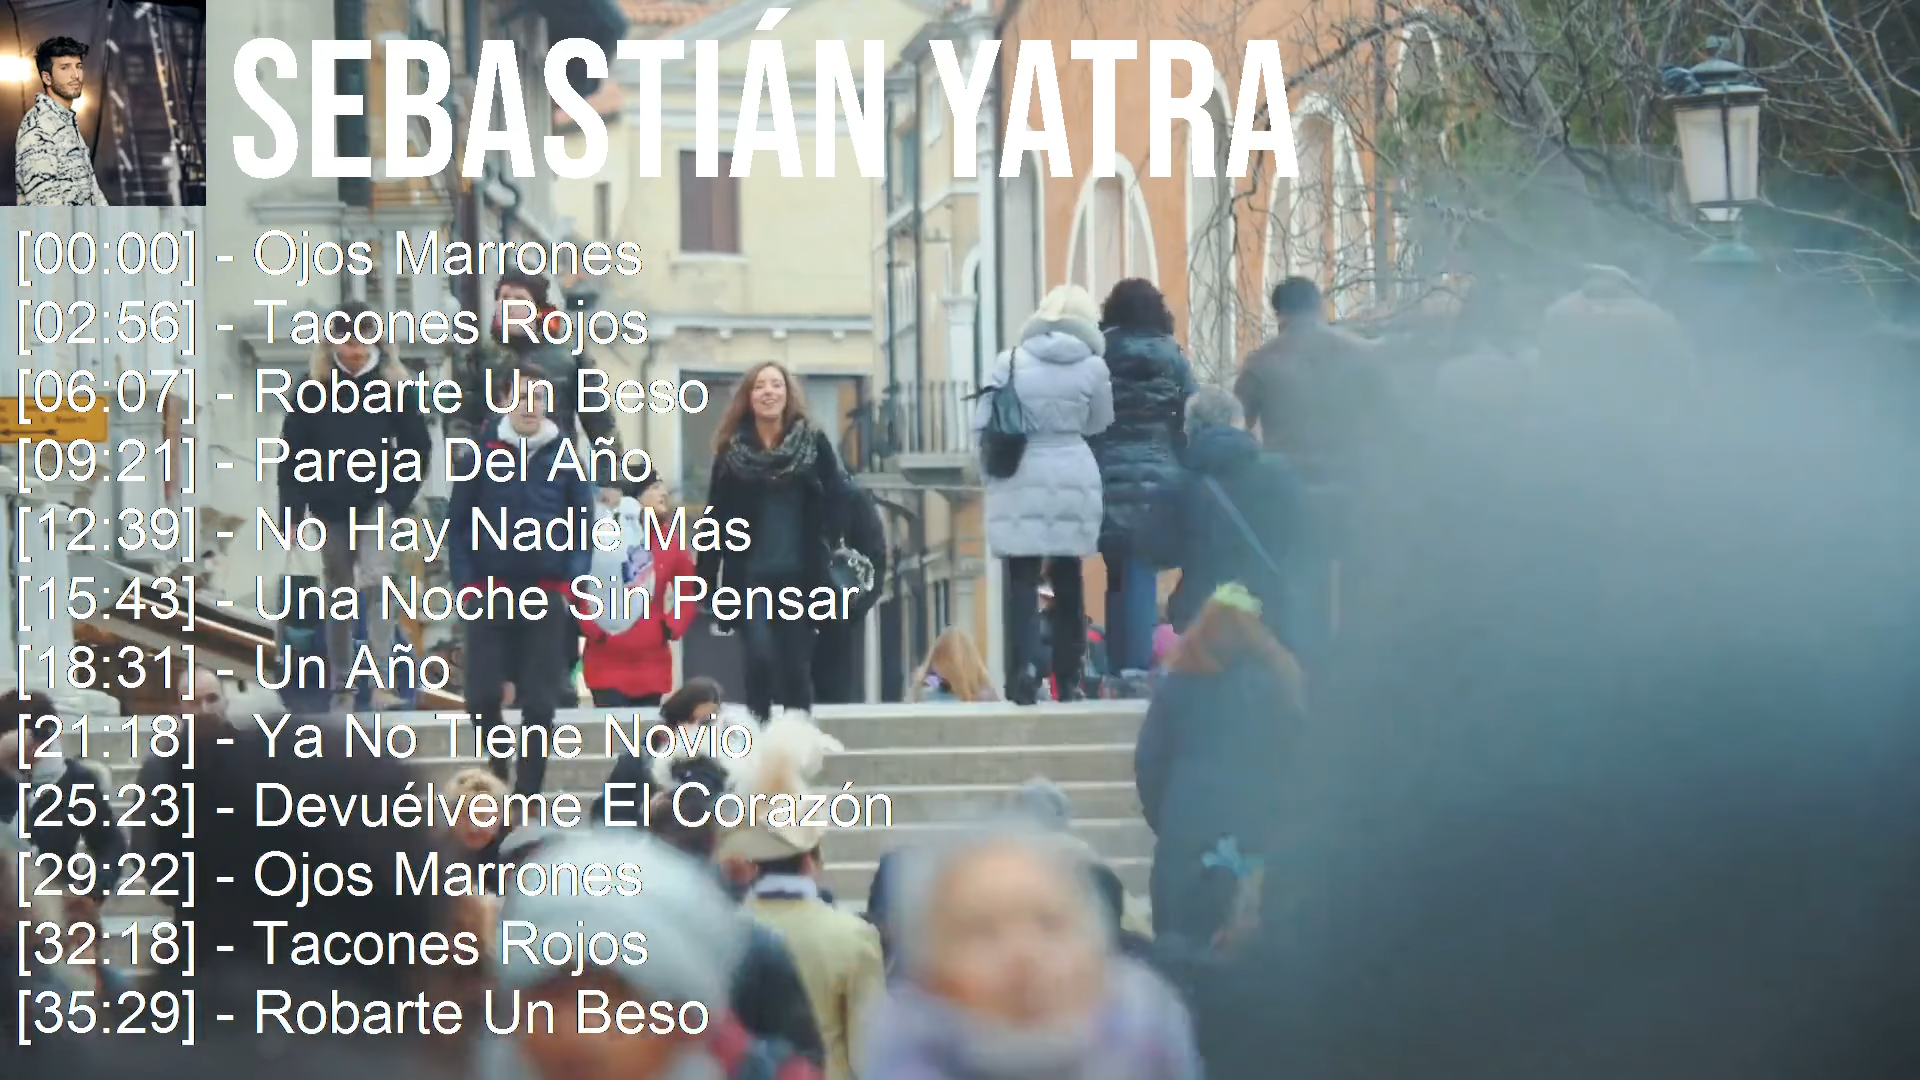 SEBASTIÁN YATRA
[00:00] - Ojos Marrones
[02:56] - Tacones Rojos
[06:07] - Robarte Un Beso
[09:21] - Pareja Del Año
[12:39] - No Hay Nadie Más
[15:43] - Una Noche Sin Pensar
[18:31] - Un Año
[21:18] - Ya No Tiene Novio
[25:23] - Devuélveme El Corazón
[29:22] - Ojos Marrones
[32:18] - Tacones Rojos
[35:29] - Robarte Un Beso